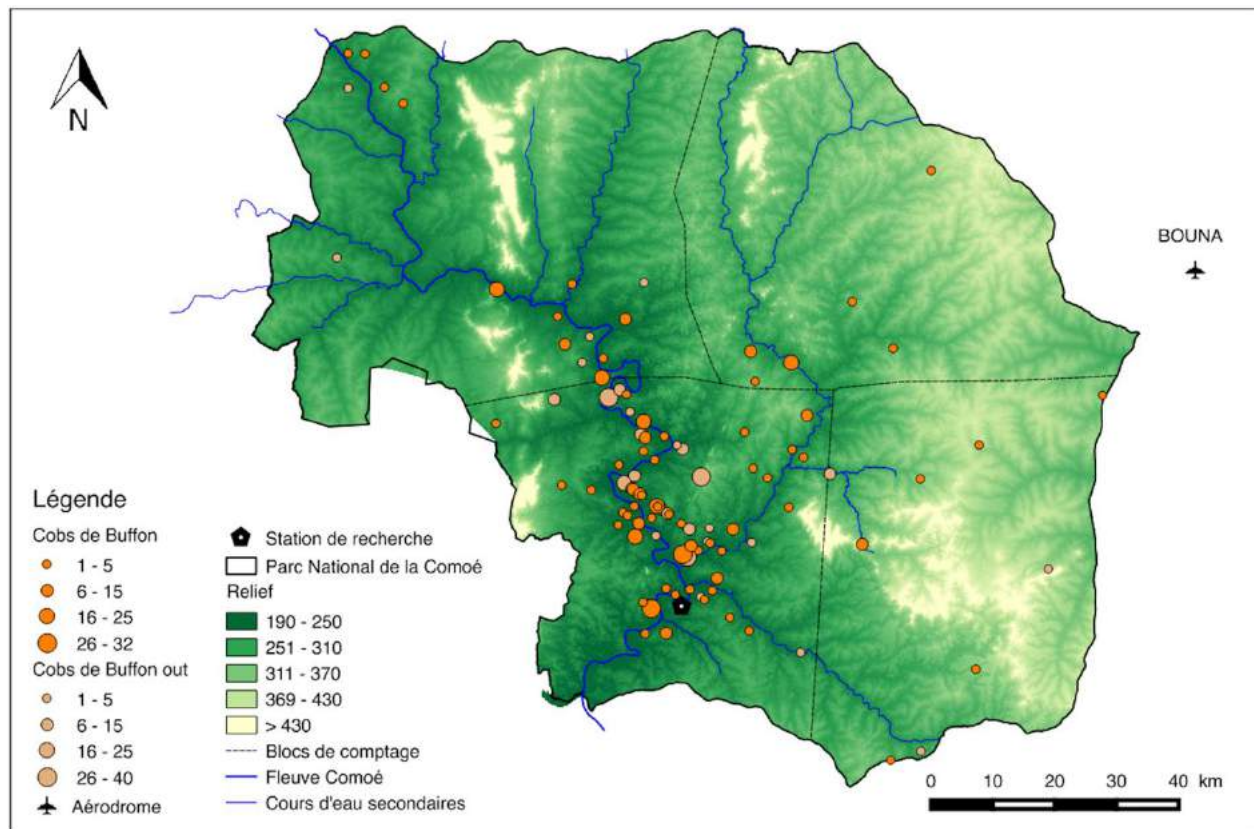 N
BOUNA
Légende
Cobs de Buffon
1 - 5
6 - 15
16 - 25
26 - 32
Cobs de Buffon out
1 - 5
6 - 15
16 - 25
26 - 40
Aérodrome
Station de recherche
Parc National de la Comoé
Relief
190 - 250
251 - 310
311 - 370
369 - 430
> 430
Blocs de comptage
Fleuve Comoé
Cours d'eau secondaires
0 10 20 30 40 km